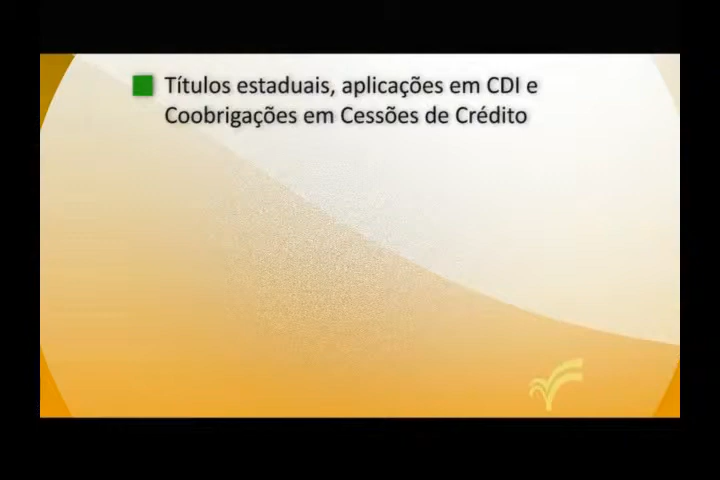 Títulos estaduais, aplicações em CDI e
Coobrigações em Cessões de Crédito